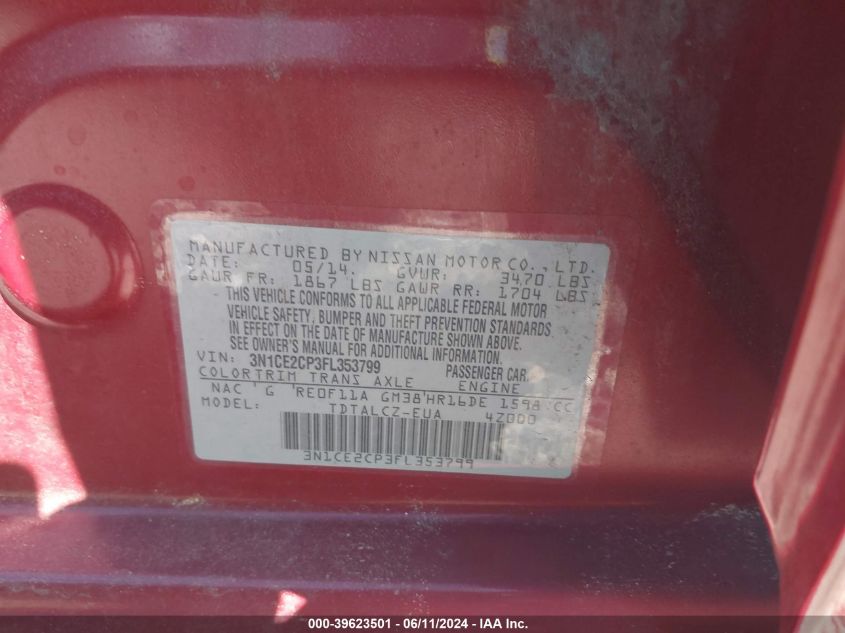 MANUFACTURED BY NISSAN MOTOR CO., LTD.
DATE: 05/14. GVWR: 3470 LBS
GAWR FR: 1867 LBS GAWR RR: 1704 LBS
THIS VEHICLE CONFORMS TO ALL APPLICABLE FEDERAL MOTOR
VEHICLE SAFETY, BUMPER AND THEFT PREVENTION STANDARDS
IN EFFECT ON THE DATE OF MANUFACTURE SHOWN ABOVE.
SEE OWNER'S MANUAL FOR ADDITIONAL INFORMATION.
VIN: 3N1CE2CP3FL353799 PASSENGER CAR.
COLOR TRIM TRANS AXLE ENGINE
NAC ' G 'RE0F11A GM38'HR16DE 1598 CC
MODEL: TDTALCZ-EUA 4Z000
3N1CE2CP3FL353799
000-39623501 - 06/11/2024 - IAA Inc.